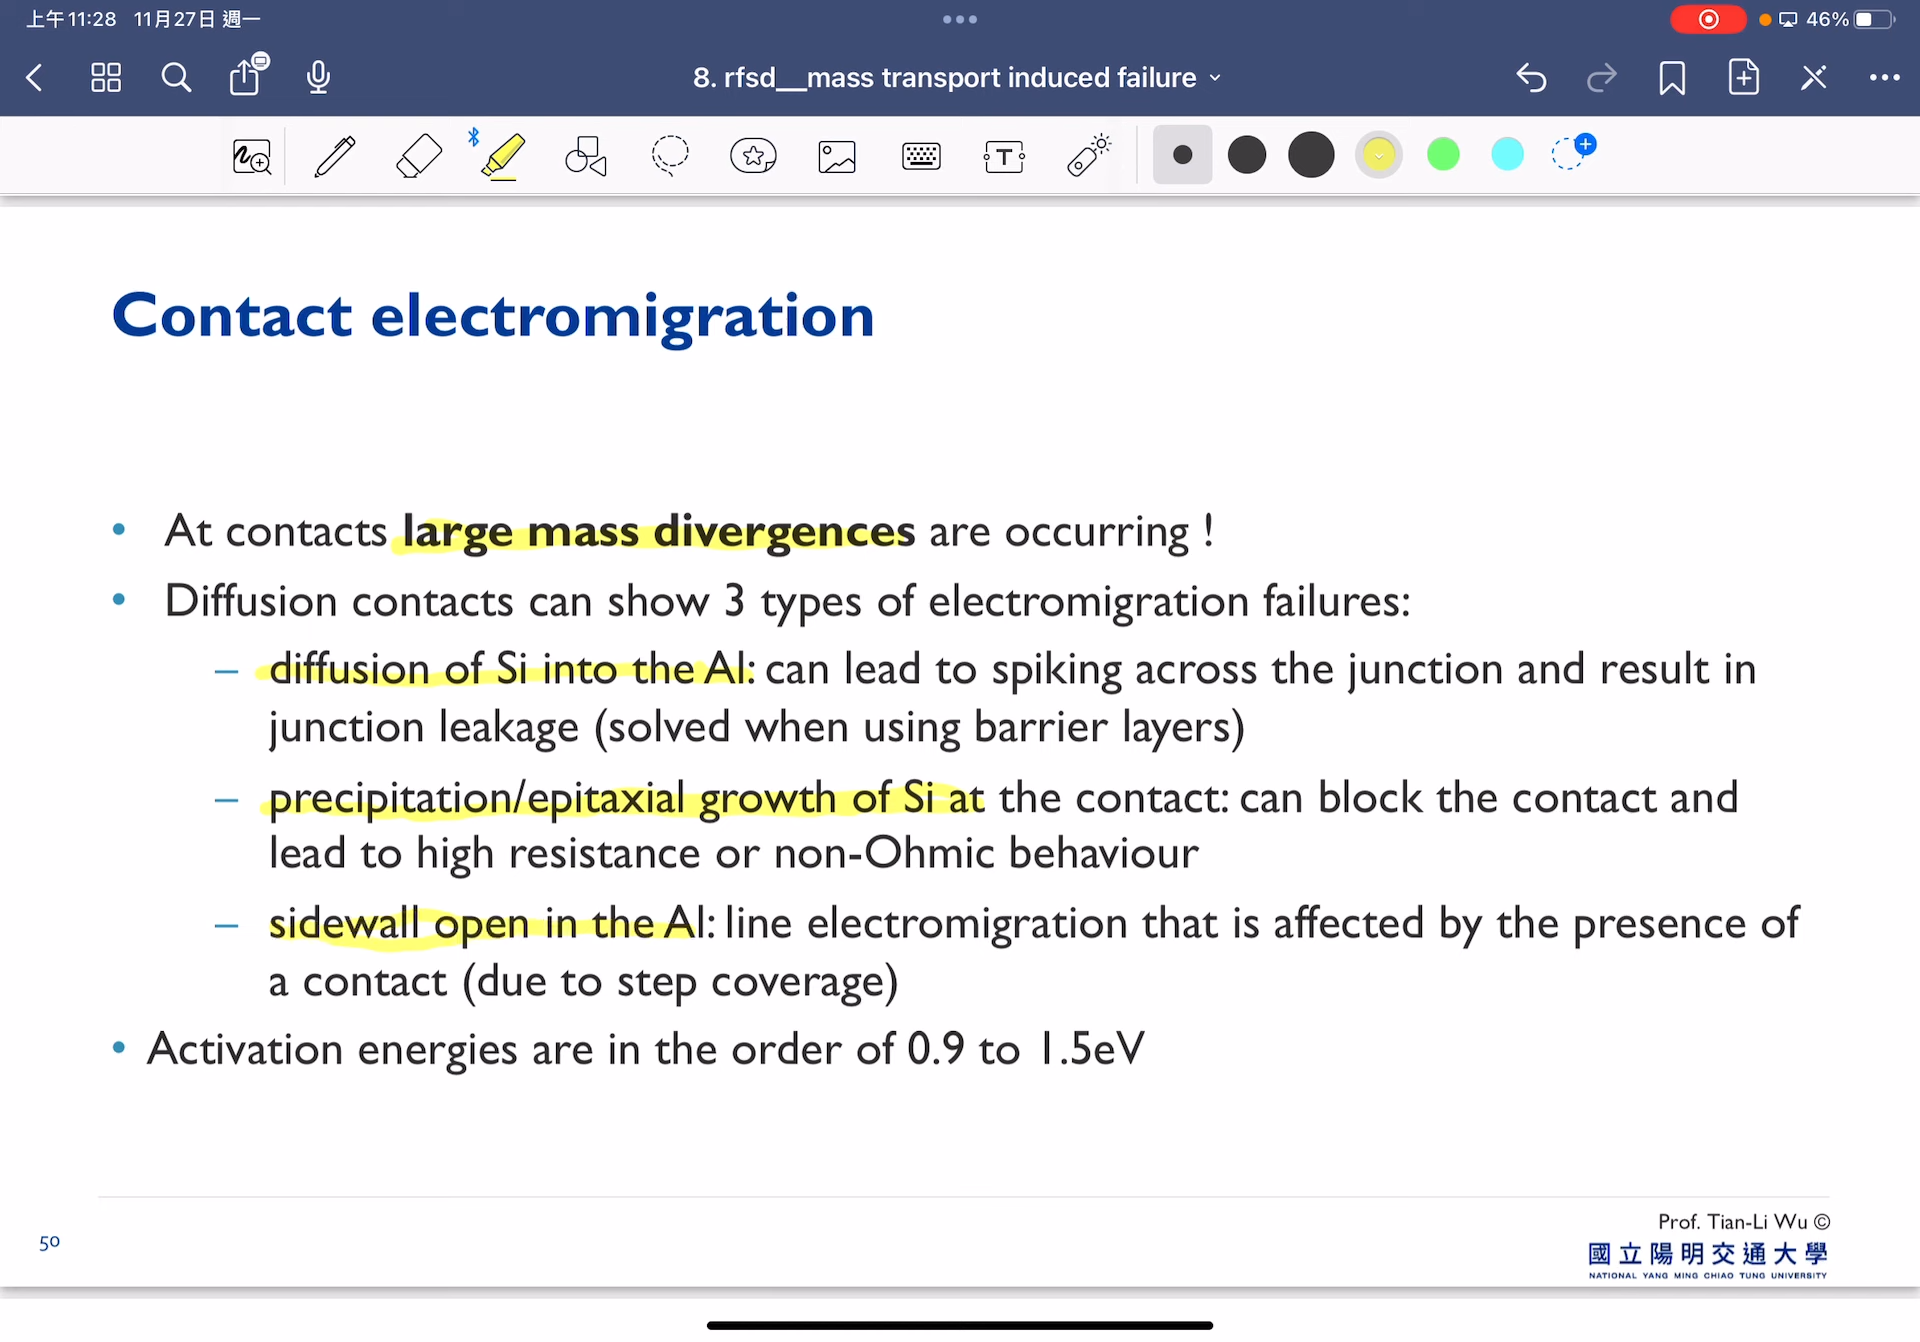 上午11:28 11月27日 週一
46%
8. rfsd__mass transport induced failure
T
Contact electromigration
• At contacts large mass divergences are occurring !
• Diffusion contacts can show 3 types of electromigration failures:
– diffusion of Si into the Al: can lead to spiking across the junction and result in
junction leakage (solved when using barrier layers)
– precipitation/epitaxial growth of Si at the contact: can block the contact and
lead to high resistance or non-Ohmic behaviour
– sidewall open in the Al: line electromigration that is affected by the presence of
a contact (due to step coverage)
• Activation energies are in the order of 0.9 to 1.5eV
50
Prof. Tian-Li Wu ©
國立陽明交通大學
NATIONAL YANG MING CHIAO TUNG UNIVERSITY